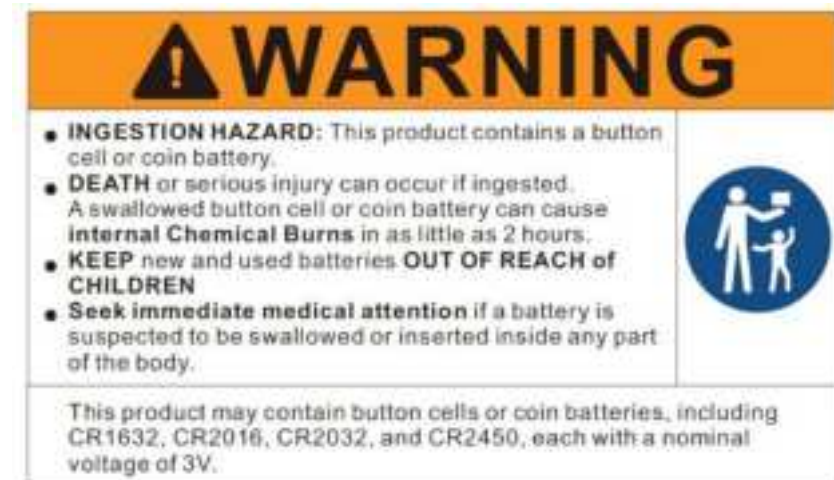 WARNING
• INGESTION HAZARD: This product contains a button
cell or coin battery.
• DEATH or serious injury can occur if ingested.
A swallowed button cell or coin battery can cause
internal Chemical Burns in as little as 2 hours.
• KEEP new and used batteries OUT OF REACH of
CHILDREN
• Seek immediate medical attention if a battery is
suspected to be swallowed or inserted inside any part
of the body.
This product may contain button cells or coin batteries, including
CR1632, CR2016, CR2032, and CR2450, each with a nominal
voltage of 3V.